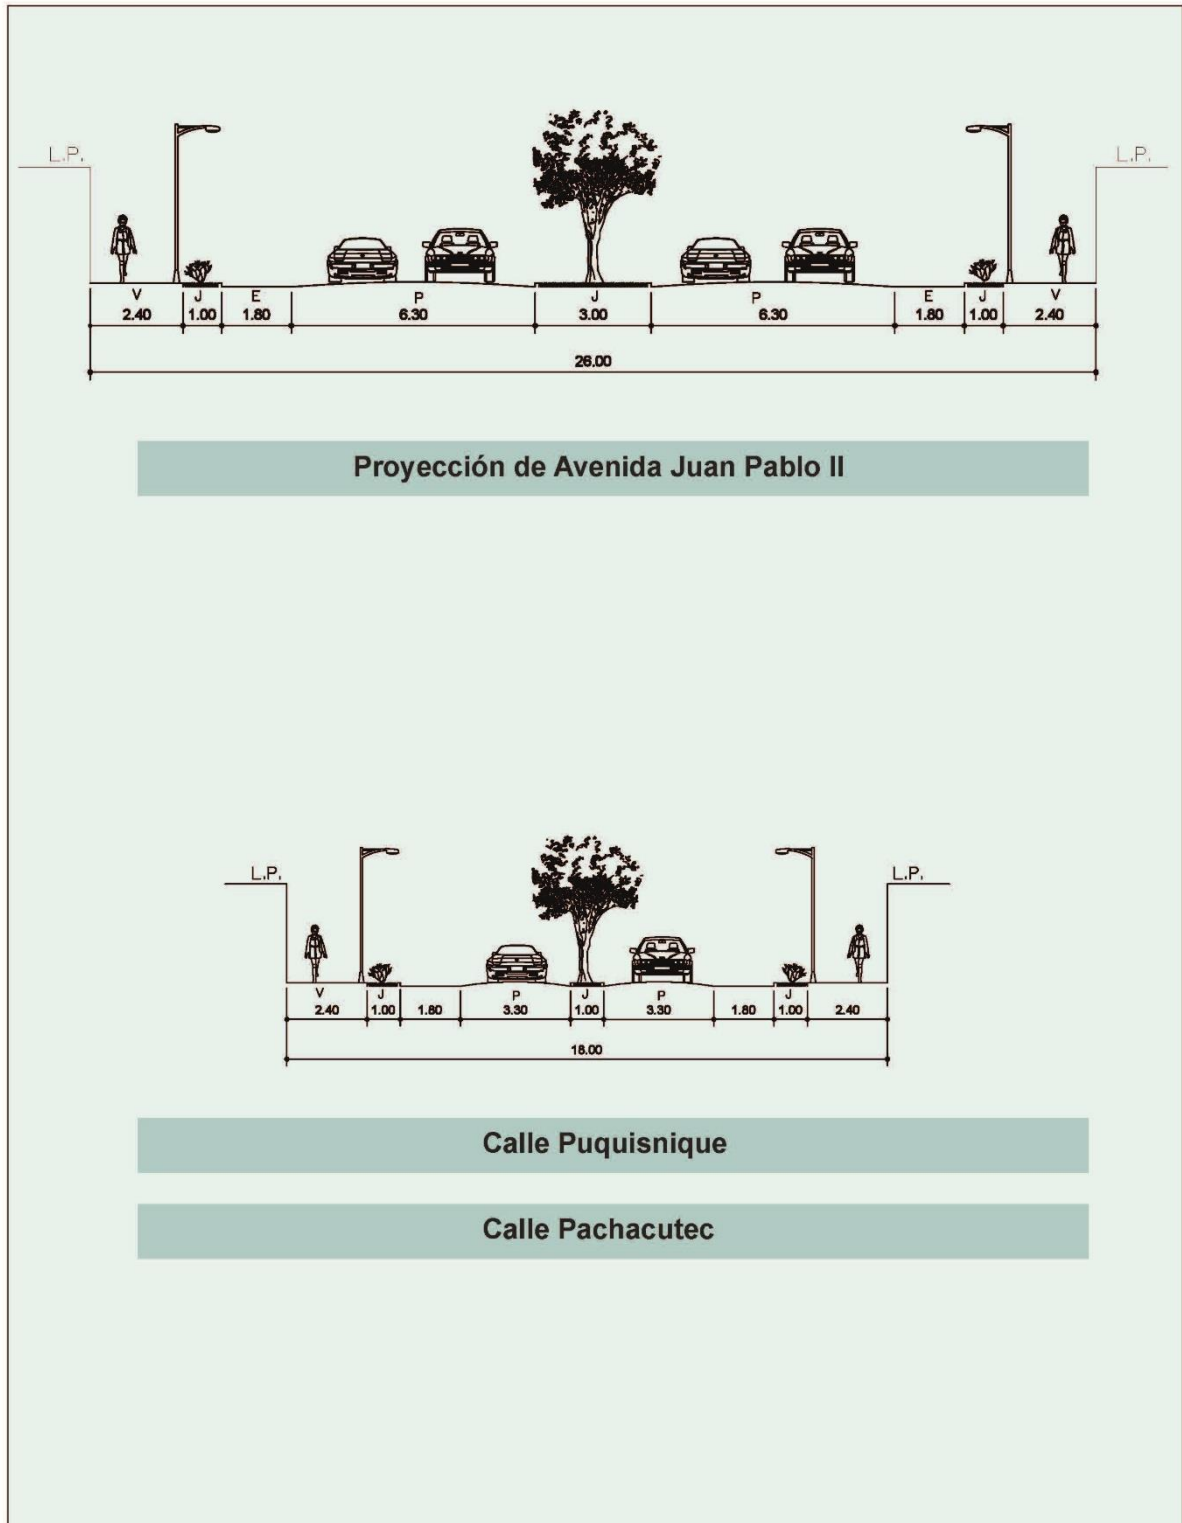 L.P. L.P.
V J E P J P E J V
2.40 1.00 1.80 6.30 3.00 6.30 1.80 1.00 2.40
26.00
Proyección de Avenida Juan Pablo II
L.P. L.P.
V J P J P J
2.40 1.00 1.80 3.30 1.00 3.30 1.80 1.00 2.40
18.00
Calle Puquisnique
Calle Pachacutec